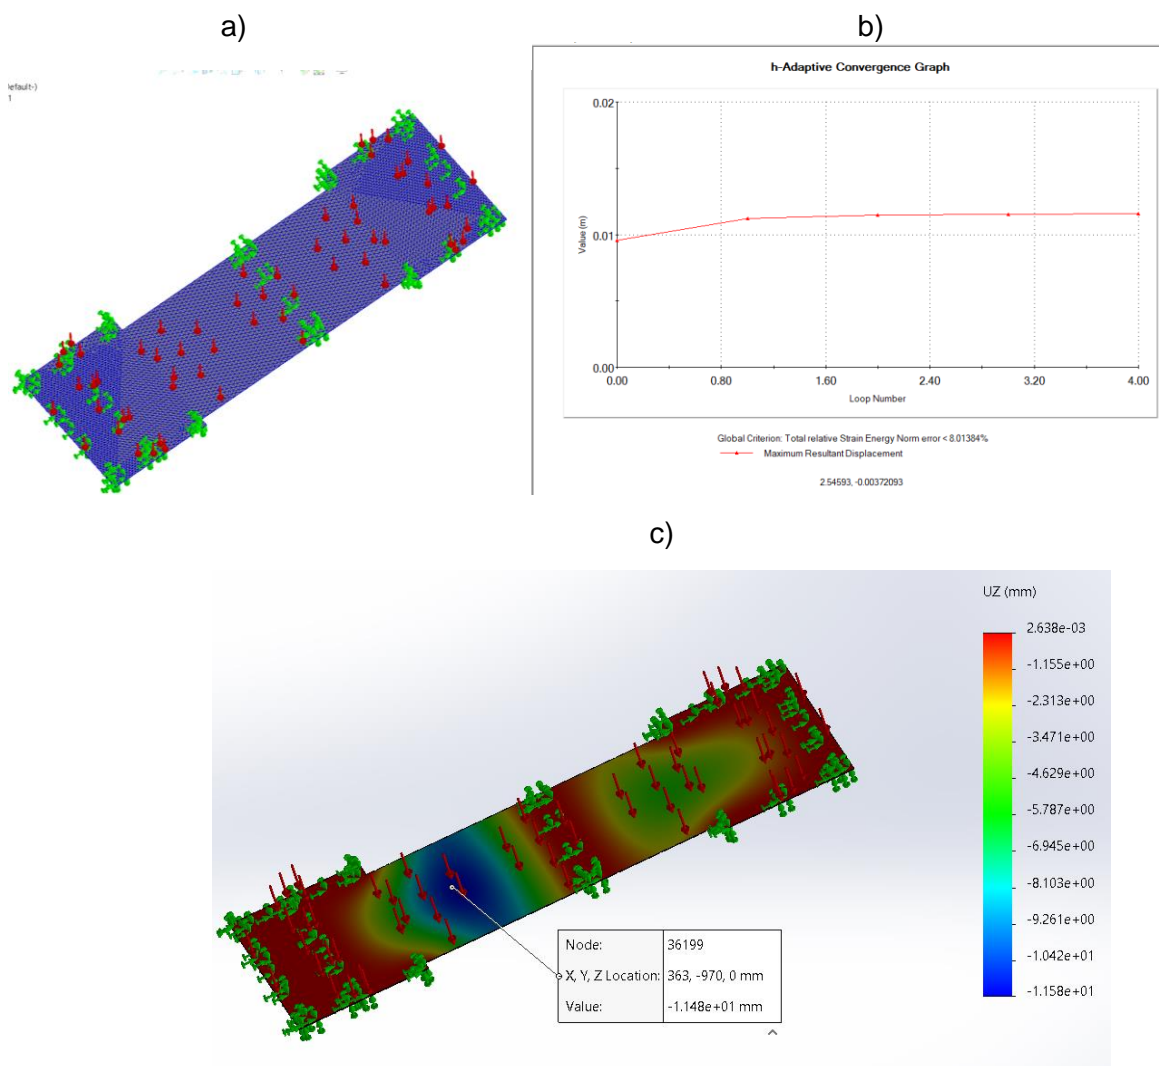 a)
b)
efault-)
1
h-Adaptive Convergence Graph
0.02
0.01
0.00
Value (m)
0.00 0.80 1.60 2.40 3.20 4.00
Loop Number
Global Criterion: Total relative Strain Energy Norm error < 8.01384%
Maximum Resultant Displacement
2.54593, -0.00372093
c)
UZ (mm)
2.638e-03
-1.155e+00
-2.313e+00
-3.471e+00
-4.629e+00
-5.787e+00
-6.945e+00
-8.103e+00
-9.261e+00
-1.042e+01
-1.158e+01
Node: 36199
X, Y, Z Location: 363, -970, 0 mm
Value: -1.148e+01 mm